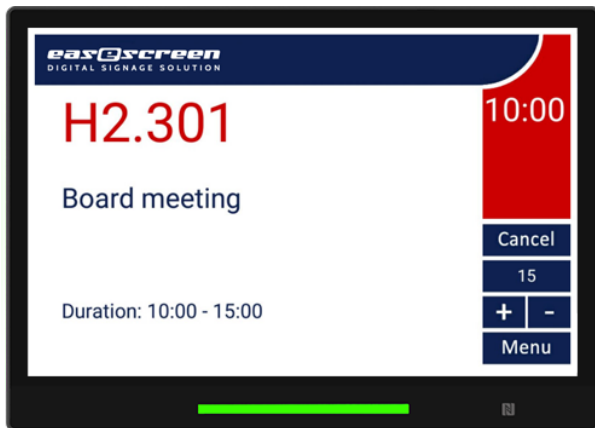 easescreen
DIGITAL SIGNAGE SOLUTION
10:00
H2.301
Board meeting
Duration: 10:00 - 15:00
Cancel
15
+ -
Menu